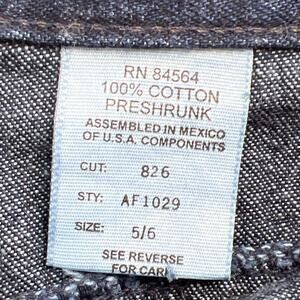 RN 84564
100% COTTON
PRESHRUNK
ASSEMBLED IN MEXICO
OF U.S.A. COMPONENTS
CUT: 826
STY: AF1029
SIZE: 5/6
SEE REVERSE
FOR CARE